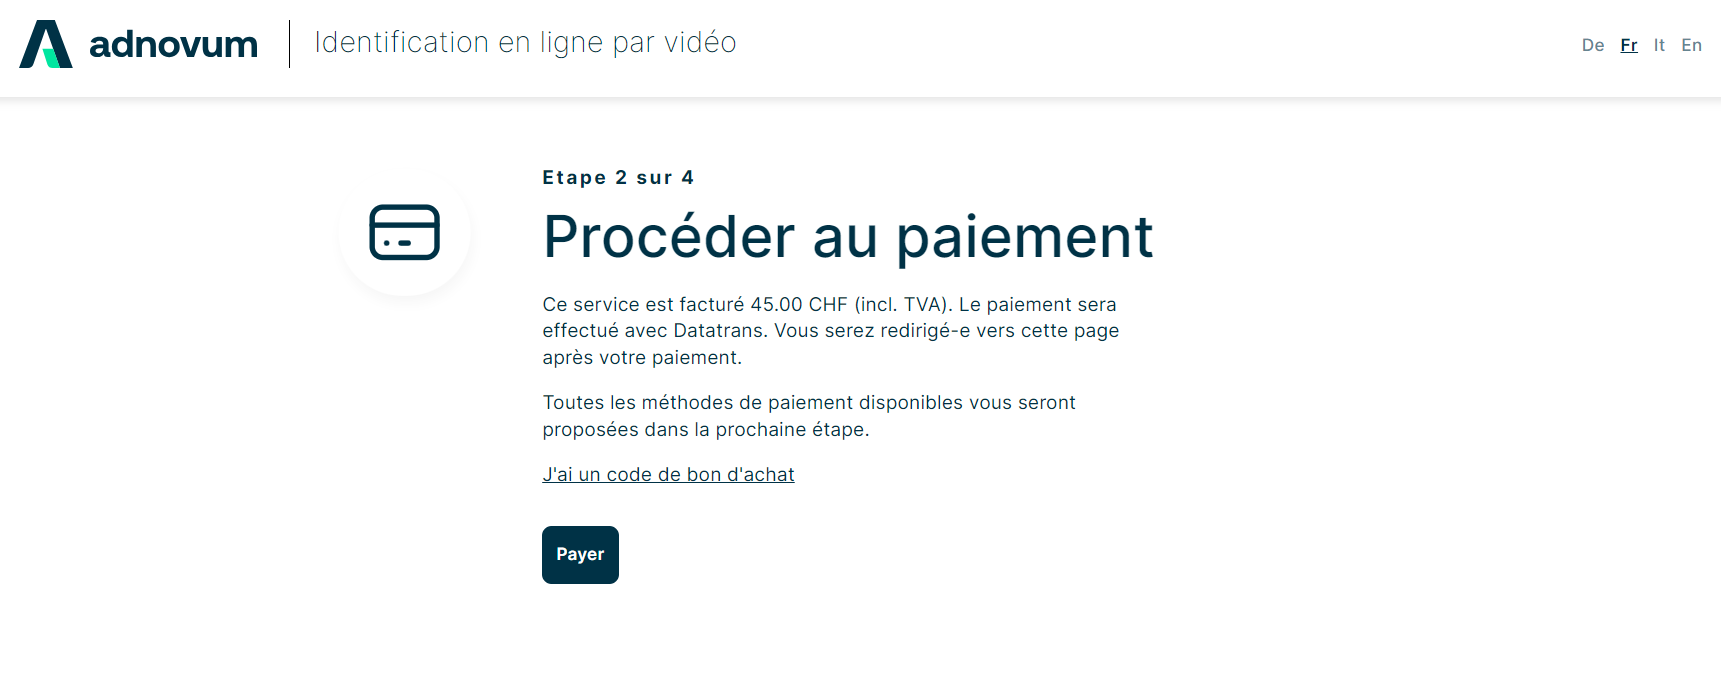 adnovum
Identification en ligne par vidéo
De Fr It En
Etape 2 sur 4
Procéder au paiement
Ce service est facturé 45.00 CHF (incl. TVA). Le paiement sera
effectué avec Datatrans. Vous serez redirigé-e vers cette page
après votre paiement.
Toutes les méthodes de paiement disponibles vous seront
proposées dans la prochaine étape.
J'ai un code de bon d'achat
Payer